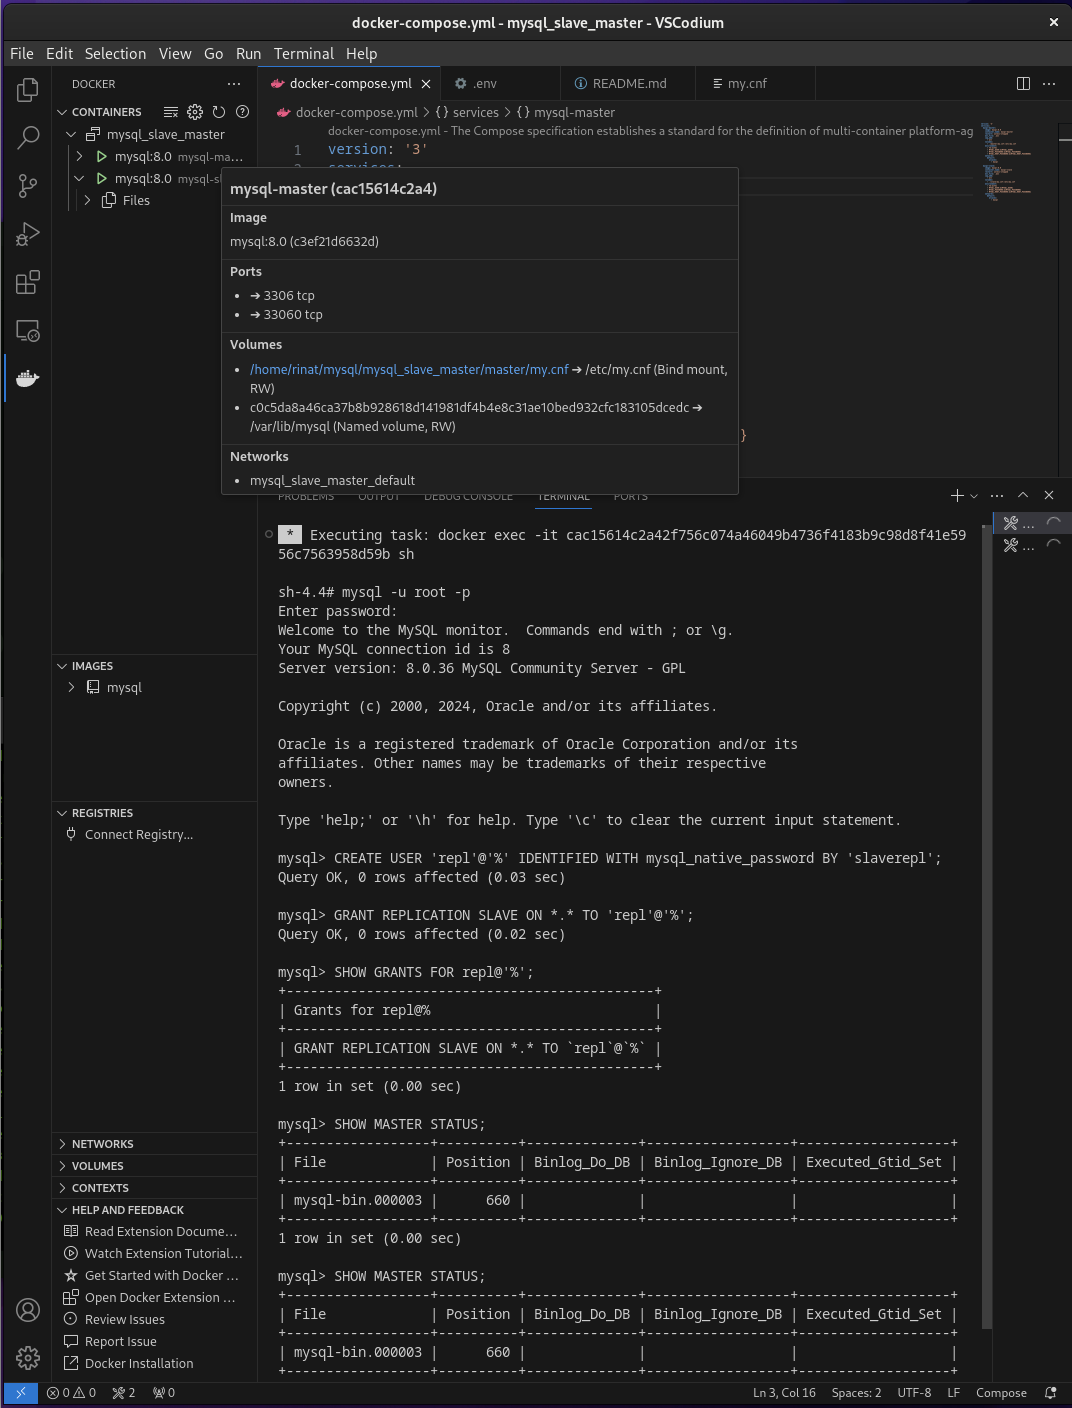 docker-compose.yml - mysql_slave_master - VSCodium
File Edit Selection View Go Run Terminal Help
DOCKER
CONTAINERS
mysql_slave_master
mysql:8.0 mysql-ma...
mysql:8.0
Files
docker-compose.yml
.env
README.md
my.cnf
docker-compose.yml > {} services > {} mysql-master
docker-compose.yml - The Compose specification establishes a standard for the definition of multi-container platform-ag
1 version: '3'
2 services:
}
mysql-master (cac15614c2a4)
Image
mysql:8.0 (c3ef21d6632d)
Ports
• ➔ 3306 tcp
• ➔ 33060 tcp
Volumes
• /home/rinat/mysql/mysql_slave_master/master/my.cnf ➔ /etc/my.cnf (Bind mount,
RW)
• c0c5da8a46ca37b8b928618d141981df4b4e8c31ae10bed932cfc183105dcedc ➔
/var/lib/mysql (Named volume, RW)
Networks
• mysql_slave_master_default
PROBLEMS OUTPUT DEBUG CONSOLE TERMINAL PORTS
* Executing task: docker exec -it cac15614c2a42f756c074a46049b4736f4183b9c98d8f41e59
56c7563958d59b sh
sh-4.4# mysql -u root -p
Enter password:
Welcome to the MySQL monitor.  Commands end with ; or \g.
Your MySQL connection id is 8
Server version: 8.0.36 MySQL Community Server - GPL
Copyright (c) 2000, 2024, Oracle and/or its affiliates.
Oracle is a registered trademark of Oracle Corporation and/or its
affiliates. Other names may be trademarks of their respective
owners.
Type 'help;' or '\h' for help. Type '\c' to clear the current input statement.
mysql> CREATE USER 'repl'@'%' IDENTIFIED WITH mysql_native_password BY 'slaverepl';
Query OK, 0 rows affected (0.03 sec)
mysql> GRANT REPLICATION SLAVE ON *.* TO 'repl'@'%';
Query OK, 0 rows affected (0.02 sec)
mysql> SHOW GRANTS FOR repl@'%';
+----------------------------------------------+
| Grants for repl@%                            |
+----------------------------------------------+
| GRANT REPLICATION SLAVE ON *.* TO `repl`@`%` |
+----------------------------------------------+
1 row in set (0.00 sec)
mysql> SHOW MASTER STATUS;
+------------------+----------+--------------+------------------+-------------------+
| File             | Position | Binlog_Do_DB | Binlog_Ignore_DB | Executed_Gtid_Set |
+------------------+----------+--------------+------------------+-------------------+
| mysql-bin.000003 |      660 |              |                  |                   |
+------------------+----------+--------------+------------------+-------------------+
1 row in set (0.00 sec)
mysql> SHOW MASTER STATUS;
+------------------+----------+--------------+------------------+-------------------+
| File             | Position | Binlog_Do_DB | Binlog_Ignore_DB | Executed_Gtid_Set |
+------------------+----------+--------------+------------------+-------------------+
| mysql-bin.000003 |      660 |              |                  |                   |
+------------------+----------+--------------+------------------+-------------------+
IMAGES
mysql
REGISTRIES
Connect Registry...
NETWORKS
VOLUMES
CONTEXTS
HELP AND FEEDBACK
Read Extension Docume...
Watch Extension Tutorial...
Get Started with Docker ...
Open Docker Extension ...
Review Issues
Report Issue
Docker Installation
0 0 2 0
Ln 3, Col 16 Spaces: 2 UTF-8 LF Compose